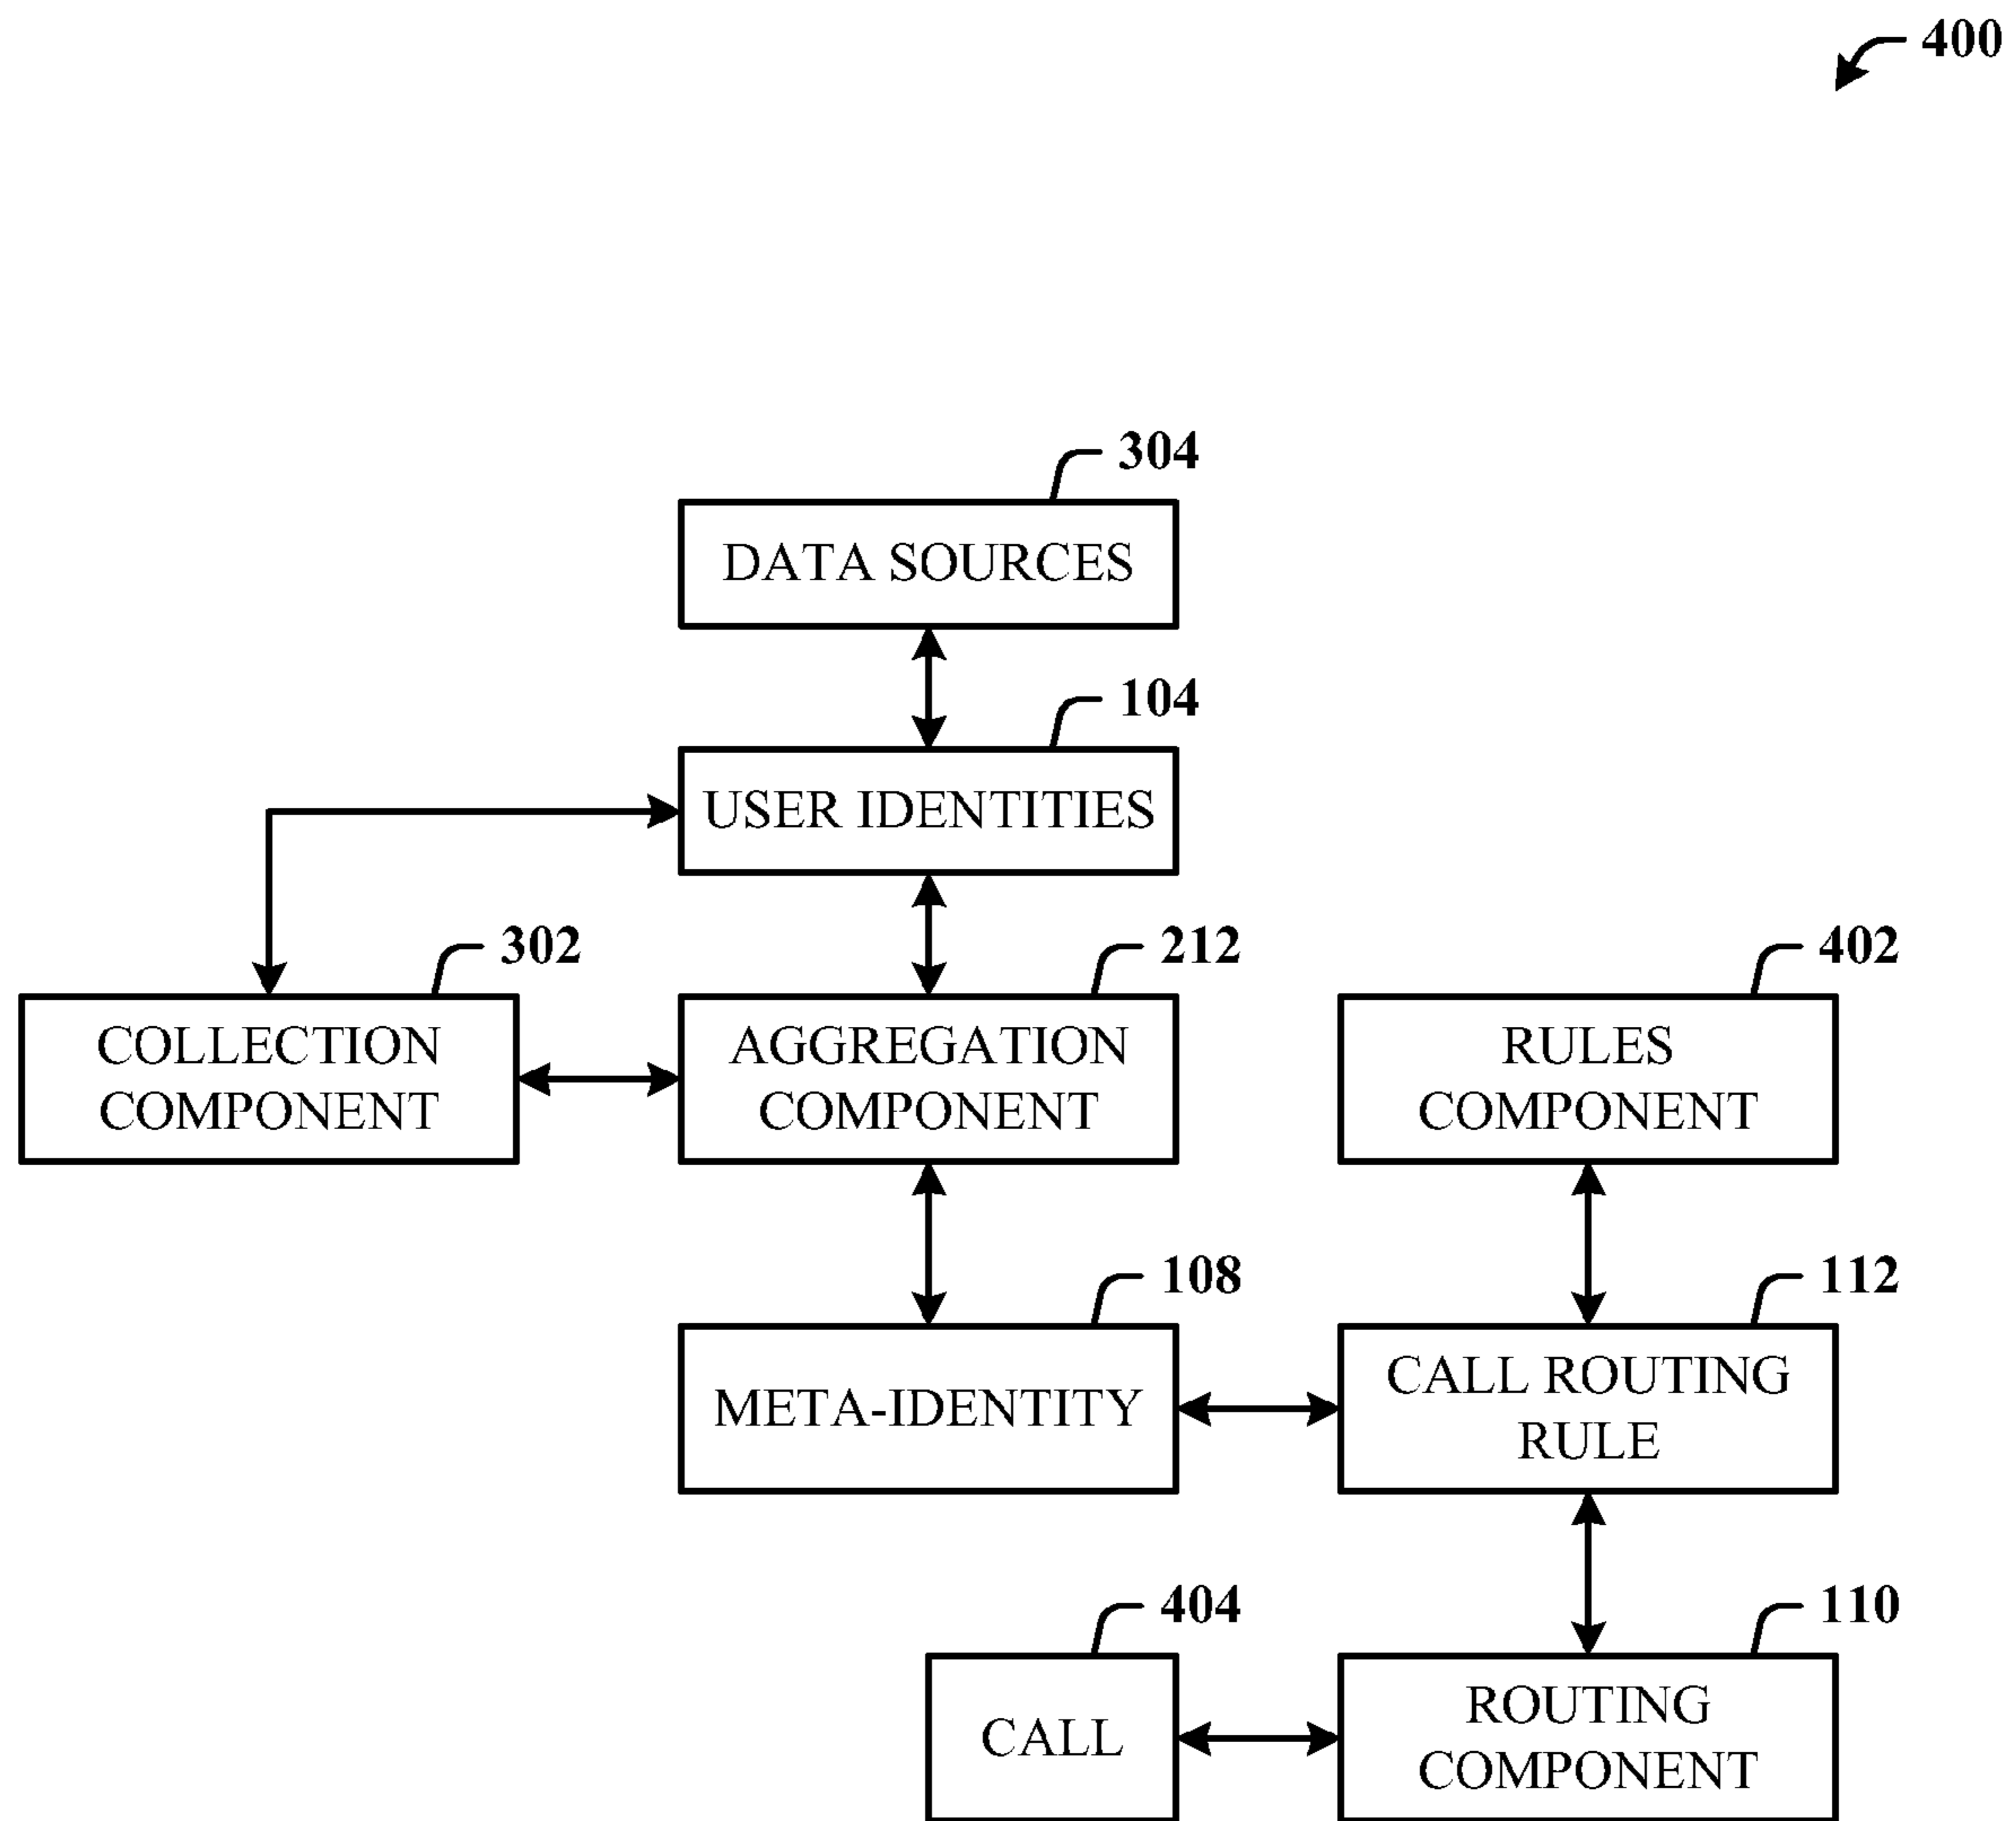 400
304
DATA SOURCES
104
USER IDENTITIES
302
212
402
COLLECTION
COMPONENT
AGGREGATION
COMPONENT
RULES
COMPONENT
108
112
META-IDENTITY
CALL ROUTING
RULE
404
110
CALL
ROUTING
COMPONENT